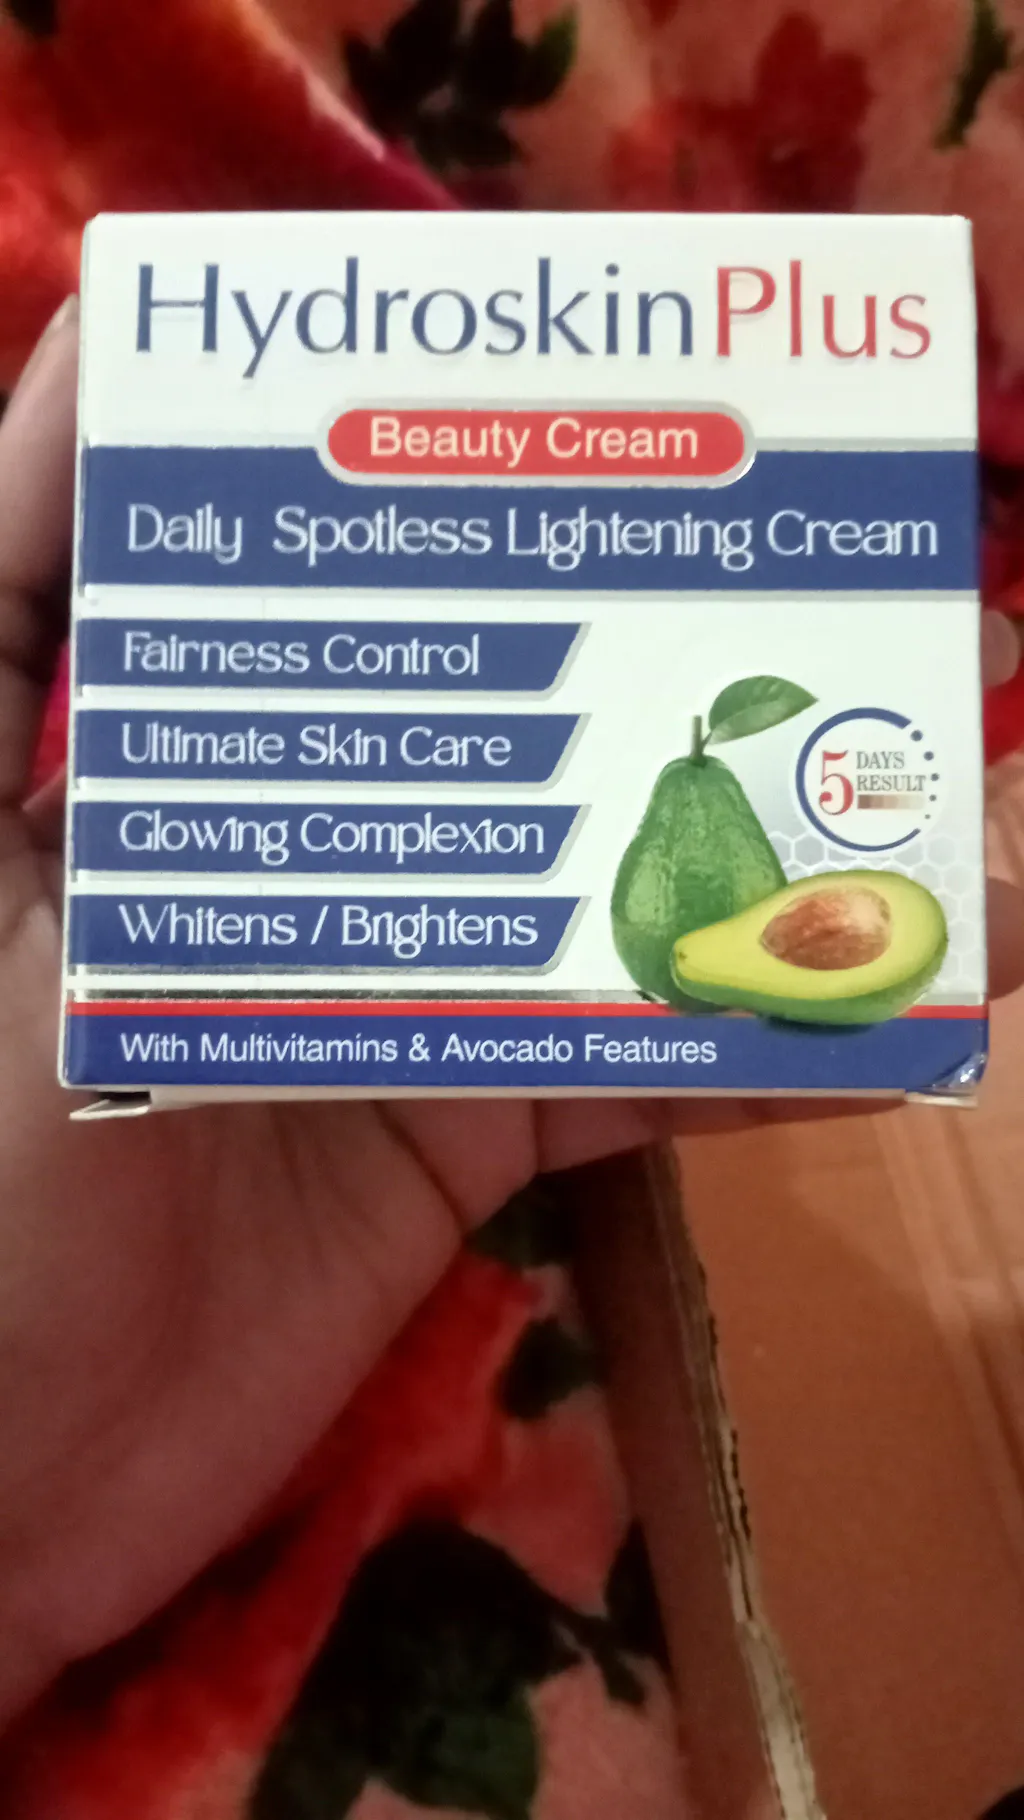 HydroskinPlus
Beauty Cream
Daily Spotless Lightening Cream
Fairness Control
Ultimate Skin Care
Glowing Complexion
Whitens / Brightens
5 DAYS
RESULT
With Multivitamins & Avocado Features